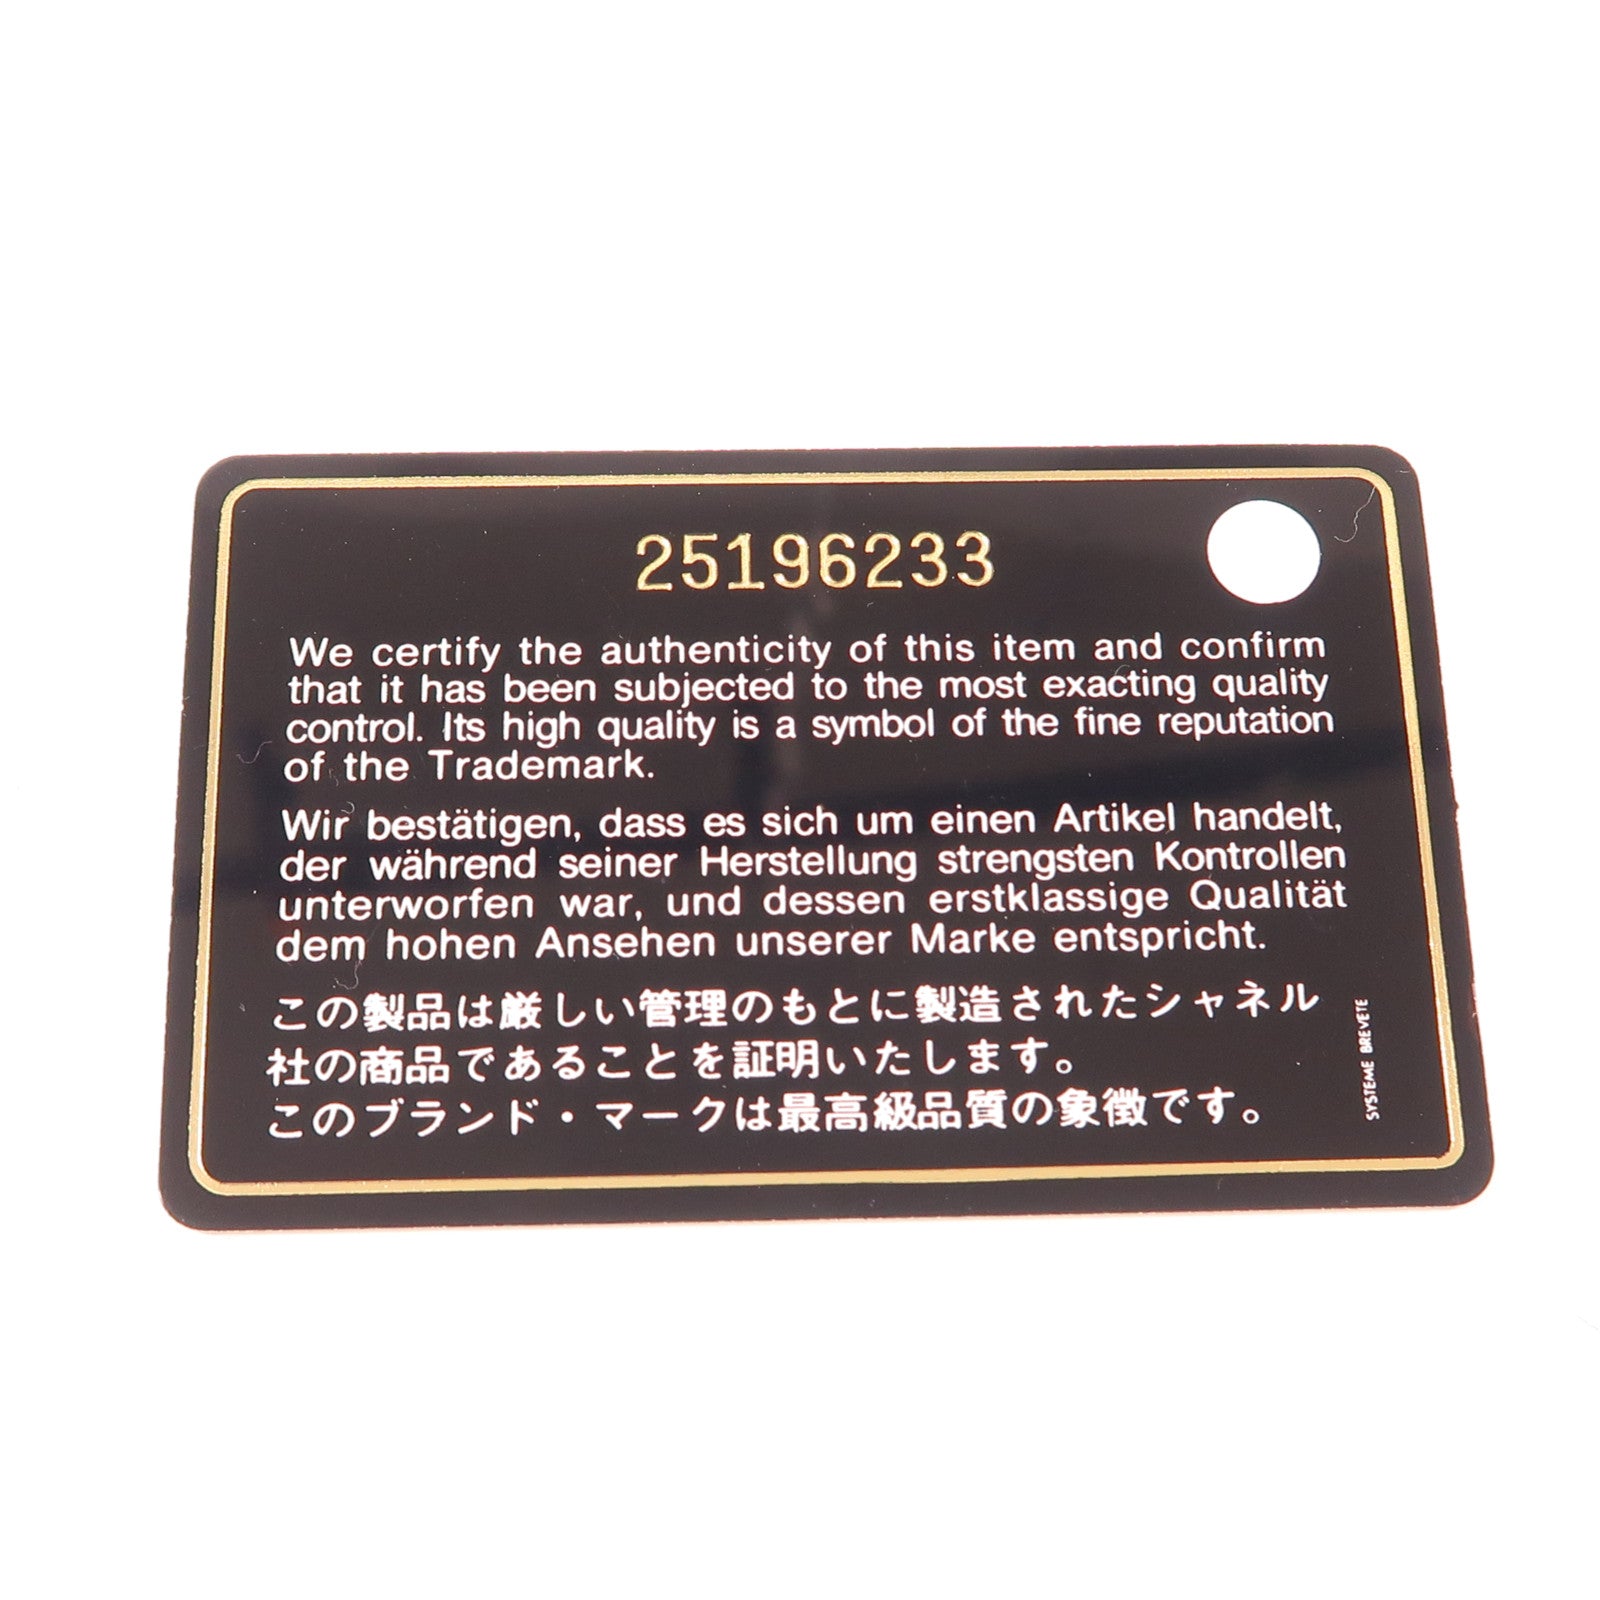 25196233
We certify the authenticity of this item and confirm
that it has been subjected to the most exacting quality
control. Its high quality is a symbol of the fine reputation
of the Trademark.
Wir bestätigen, dass es sich um einen Artikel handelt,
der während seiner Herstellung strengsten Kontrollen
unterworfen war, und dessen erstklassige Qualität
dem hohen Ansehen unserer Marke entspricht.
この製品は厳しい管理のもとに製造されたシャネル
社の商品であることを証明いたします。
このブランド・マークは最高級品質の象徴です。
SYSTEME BREVETE